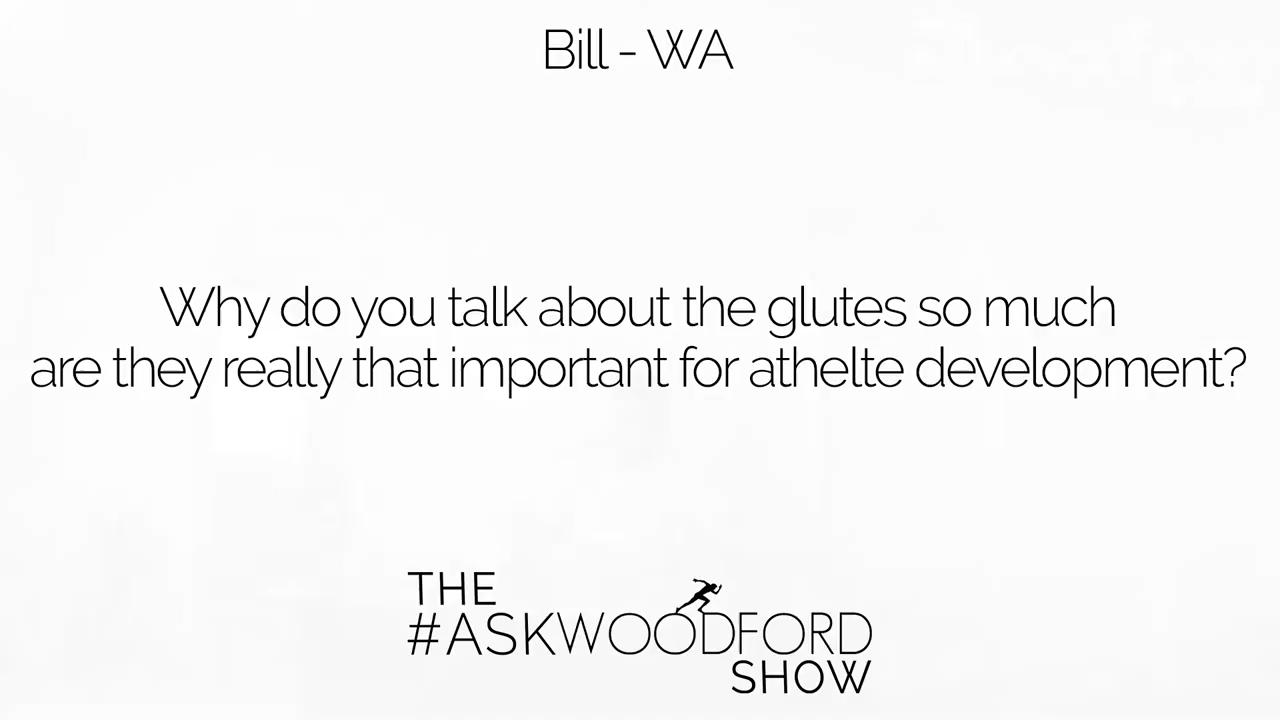 Bill - WA
Why do you talk about the glutes so much
are they really that important for athelte development?
THE
#ASKWOODFORD
SHOW